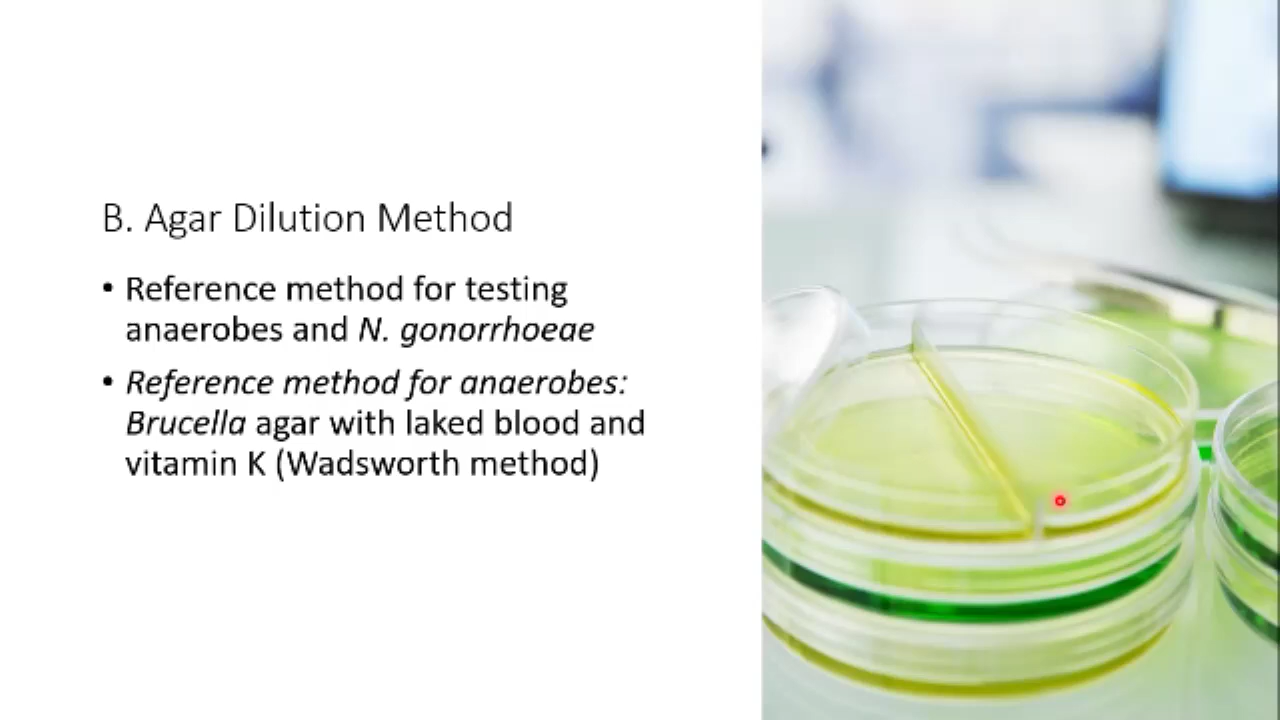 B. Agar Dilution Method
• Reference method for testing
anaerobes and N. gonorrhoeae
• Reference method for anaerobes:
Brucella agar with laked blood and
vitamin K (Wadsworth method)